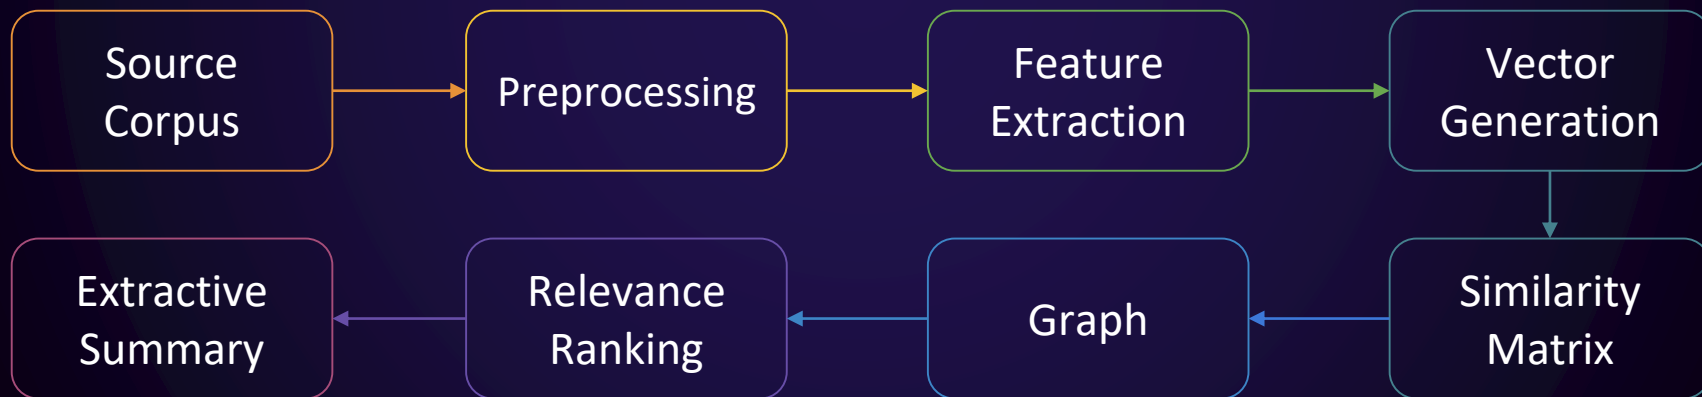 Source
Corpus
Preprocessing
Feature
Extraction
Vector
Generation
Similarity
Matrix
Graph
Relevance
Ranking
Extractive
Summary